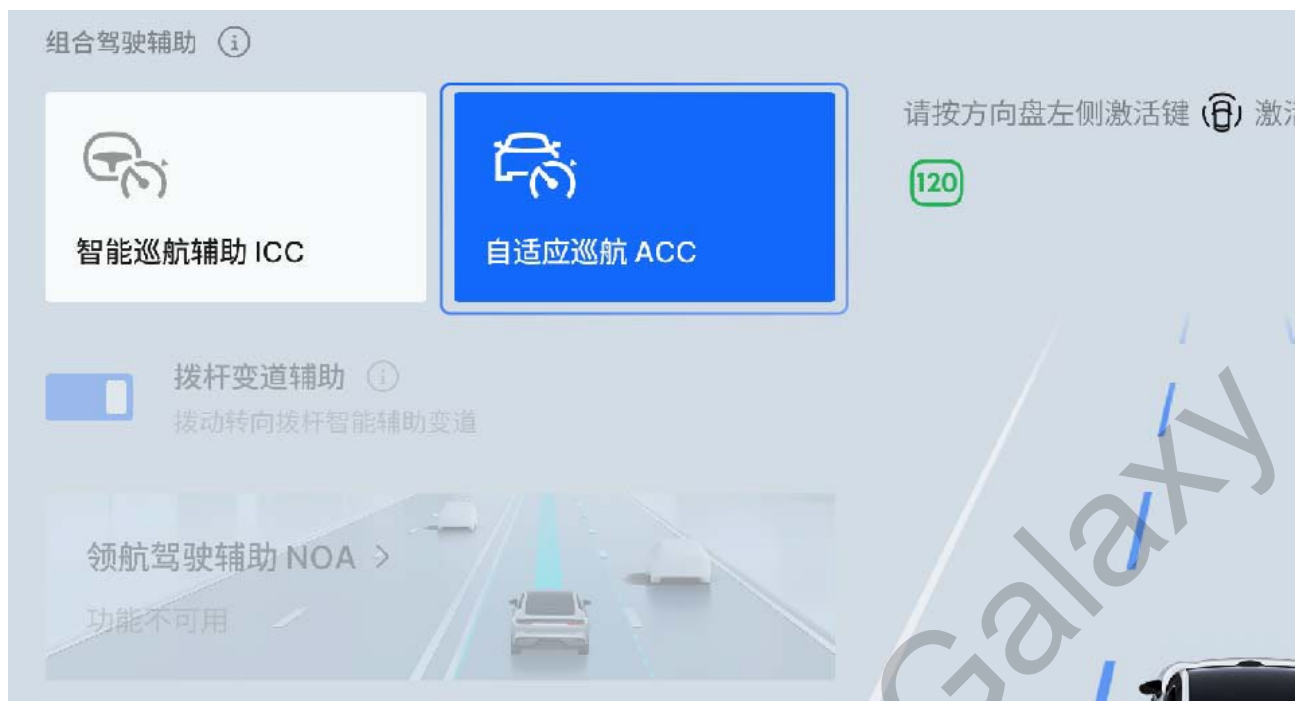 组合驾驶辅助
智能巡航辅助 ICC
自适应巡航 ACC
请按方向盘左侧激活键
120
拨杆变道辅助
拨动转向拨杆智能辅助变道
领航驾驶辅助 NOA >
功能不可用
Galaxy